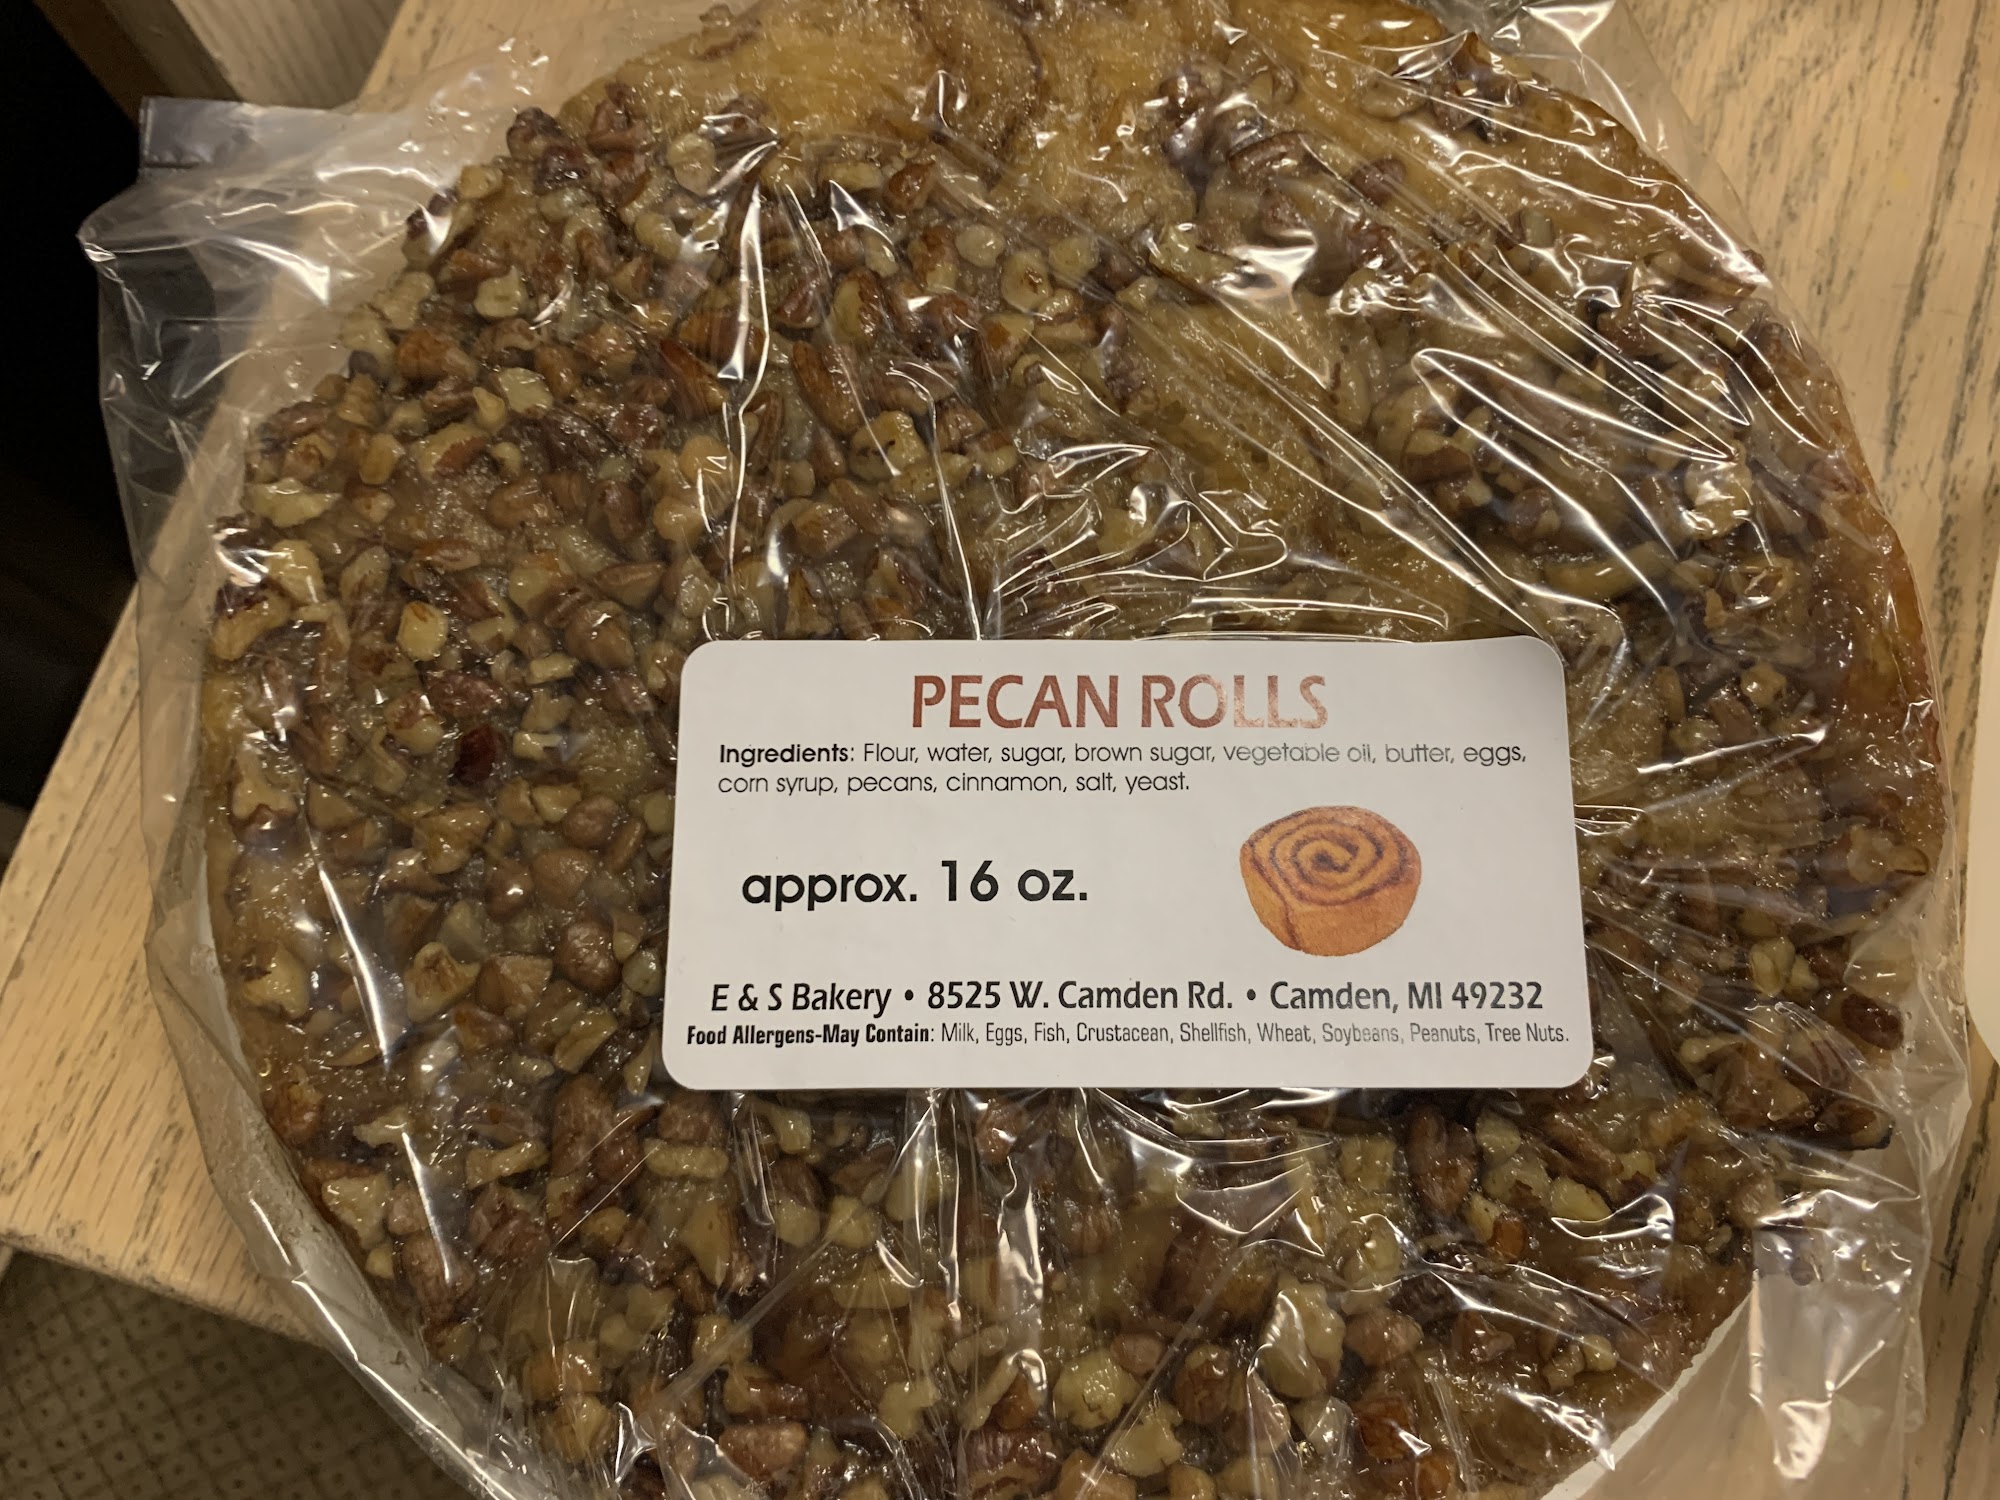 PECAN ROLLS
Ingredients: Flour, water, sugar, brown sugar, vegetable oil, butter, eggs,
corn syrup, pecans, cinnamon, salt, yeast.
approx. 16 oz.
E & S Bakery • 8525 W. Camden Rd. • Camden, MI 49232
Food Allergens-May Contain: Milk, Eggs, Fish, Crustacean, Shellfish, Wheat, Soybeans, Peanuts, Tree Nuts.